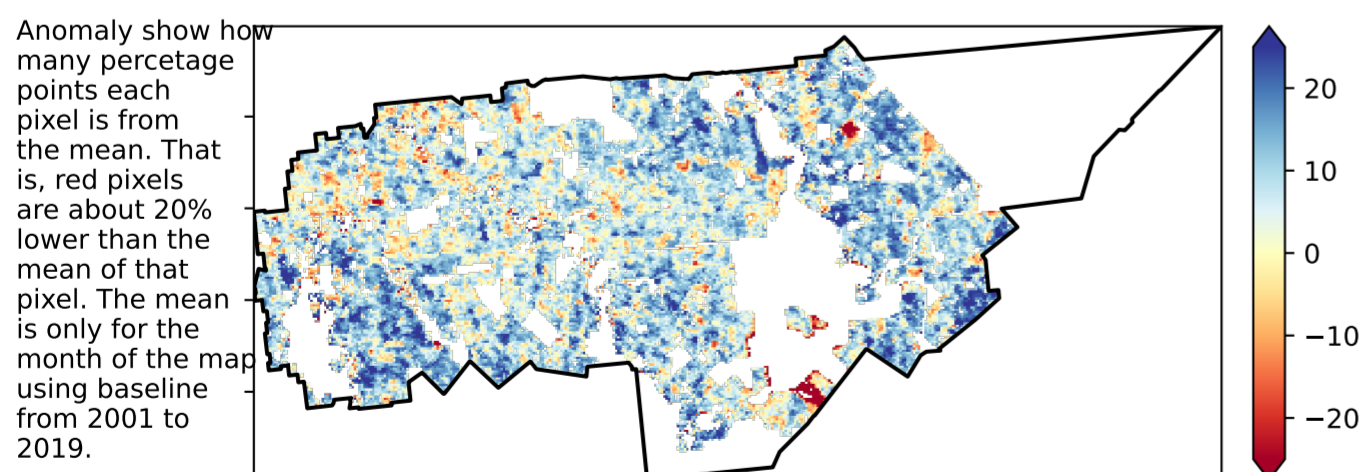 Anomaly show how
many percetage
points each
pixel is from
the mean. That
is, red pixels
are about 20%
lower than the
mean of that
pixel. The mean
is only for the
month of the map
using baseline
from 2001 to
2019.
20
10
0
−10
−20